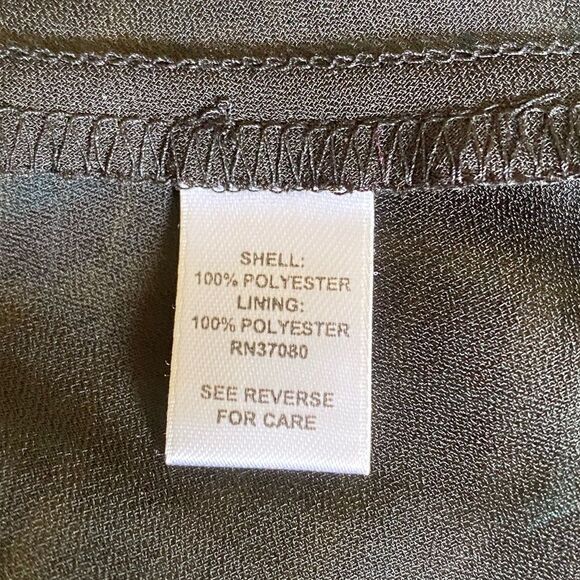 SHELL:
100% POLYESTER
LINING:
100% POLYESTER
RN37080
SEE REVERSE
FOR CARE